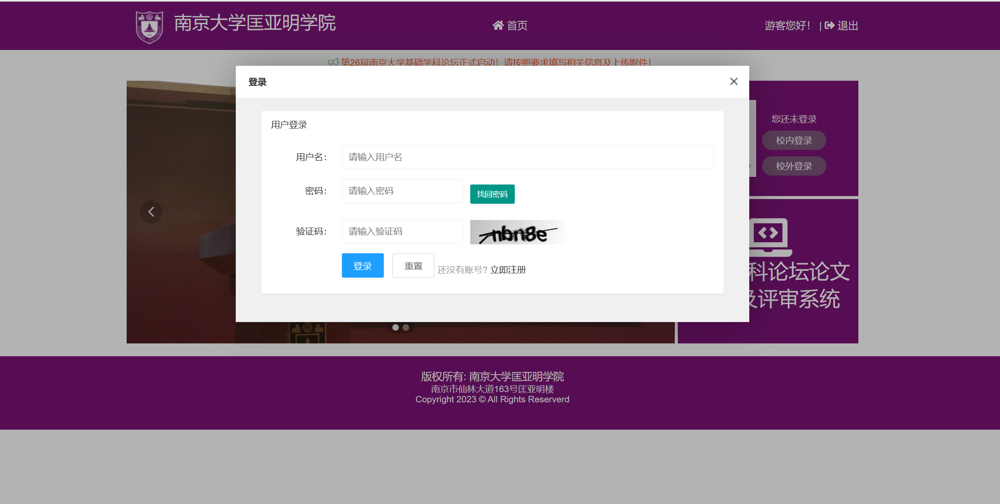 南京大学匡亚明学院
首页
游客您好! | 退出
第26届南京大学基础学科论坛正式启动! 请按照要求填写相关信息及上传附件!
登录
用户登录
用户名:
请输入用户名
密码:
请输入密码
找回密码
验证码:
请输入验证码
nbn8e
登录
重置
还没有账号? 立即注册
您还未登录
校内登录
校外登录
科论坛论文
及评审系统
版权所有: 南京大学匡亚明学院
南京市仙林大道163号匡亚明楼
Copyright 2023 © All Rights Reserverd